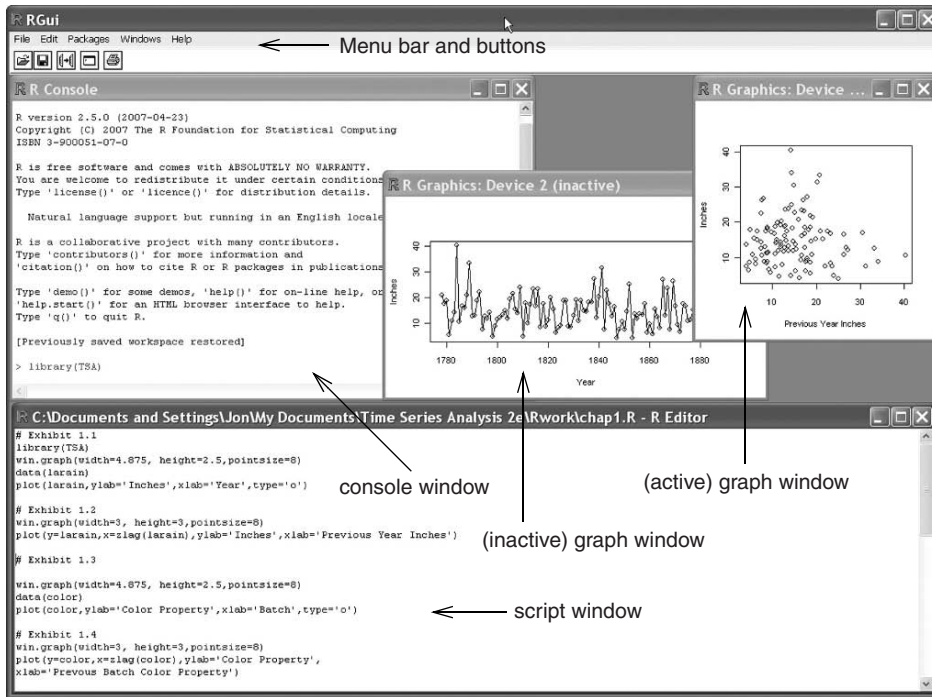 RGui
File Edit Packages Windows Help
Menu bar and buttons
R Console
R version 2.5.0 (2007-04-23)
Copyright (C) 2007 The R Foundation for Statistical Computing
ISBN 3-900051-07-0
R is free software and comes with ABSOLUTELY NO WARRANTY.
You are welcome to redistribute it under certain conditions
Type 'license()' or 'licence()' for distribution details.
Natural language support but running in an English locale
R is a collaborative project with many contributors.
Type 'contributors()' for more information and
'citation()' on how to cite R or R packages in publications
Type 'demo()' for some demos, 'help()' for on-line help, or
'help.start()' for an HTML browser interface to help.
Type 'q()' to quit R.
[Previously saved workspace restored]
> library(TSA)
R Graphics: Device 2 (inactive)
Inches
40
30
20
10
1780 1800 1820 1840 1860 1880
Year
R Graphics: Device ...
Inches
40
30
20
10
10 20 30 40
Previous Year Inches
console window
(inactive) graph window
(active) graph window
C:\Documents and Settings\Jon\My Documents\Time Series Analysis 2e\Rwork\chap1.R - R Editor
# Exhibit 1.1
library(TSA)
win.graph(width=4.875, height=2.5,pointsize=8)
data(larain)
plot(larain,ylab='Inches',xlab='Year',type='o')
# Exhibit 1.2
win.graph(width=3, height=3,pointsize=8)
plot(y=larain,x=zlag(larain),ylab='Inches',xlab='Previous Year Inches')
# Exhibit 1.3
win.graph(width=4.875, height=2.5,pointsize=8)
data(color)
plot(color,ylab='Color Property',xlab='Batch',type='o')
script window
# Exhibit 1.4
win.graph(width=3, height=3,pointsize=8)
plot(y=color,x=zlag(color),ylab='Color Property',
xlab='Prevous Batch Color Property')